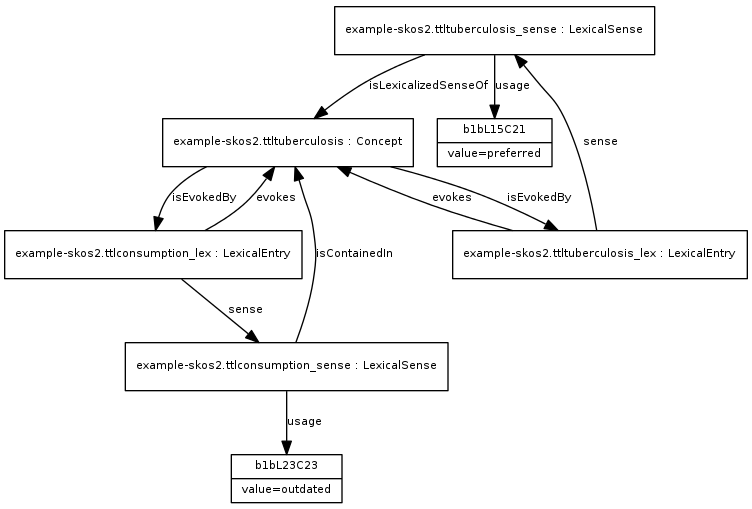 example-skos2.ttltuberculosis_sense : LexicalSense
isLexicalizedSenseOf
usage
example-skos2.ttltuberculosis : Concept
b1bL15C21
value=preferred
sense
isEvokedBy
evokes
evokes
isEvokedBy
example-skos2.ttlconsumption_lex : LexicalEntry
isContainedIn
example-skos2.ttltuberculosis_lex : LexicalEntry
sense
example-skos2.ttlconsumption_sense : LexicalSense
usage
b1bL23C23
value=outdated